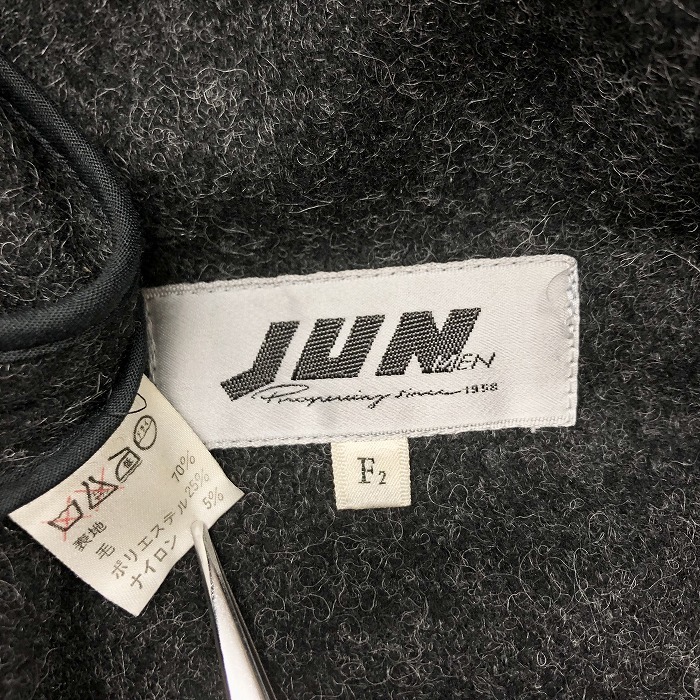 JUN
MEN
Prospering since 1958
F2
表地
毛 70%
ポリエステル 25%
ナイロン 5%